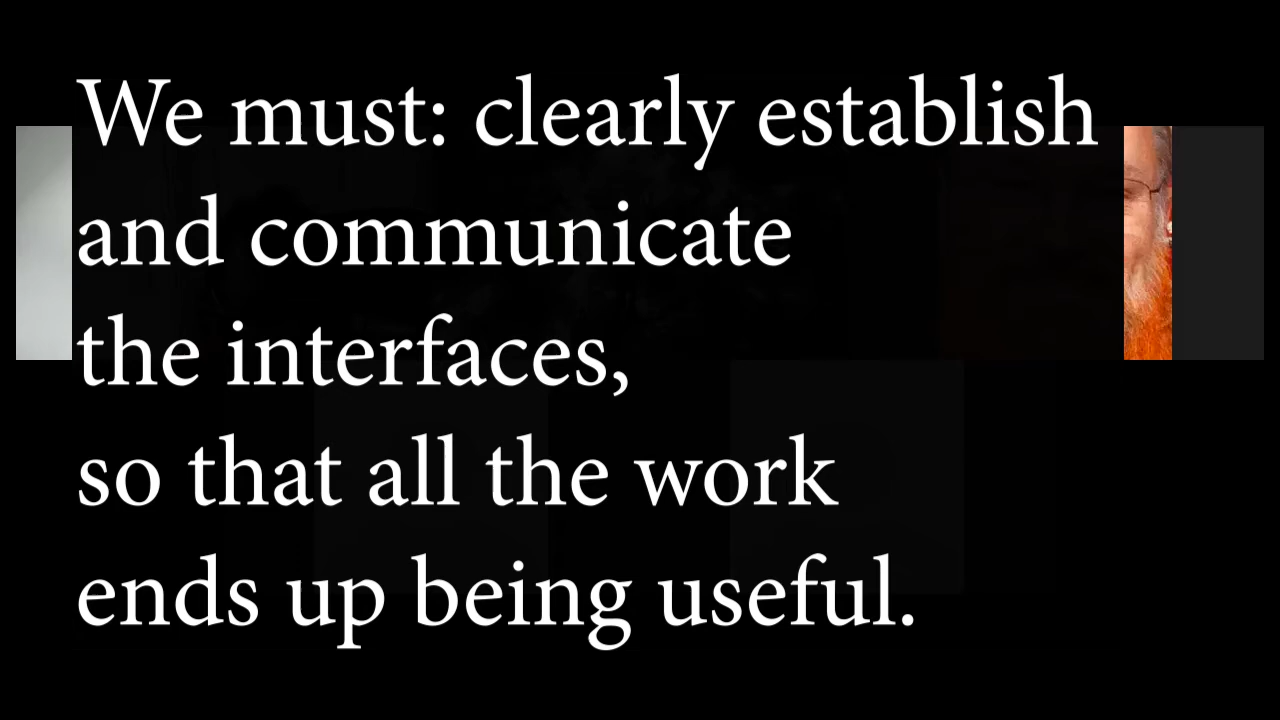 We must: clearly establish
and communicate
the interfaces,
so that all the work
ends up being useful.